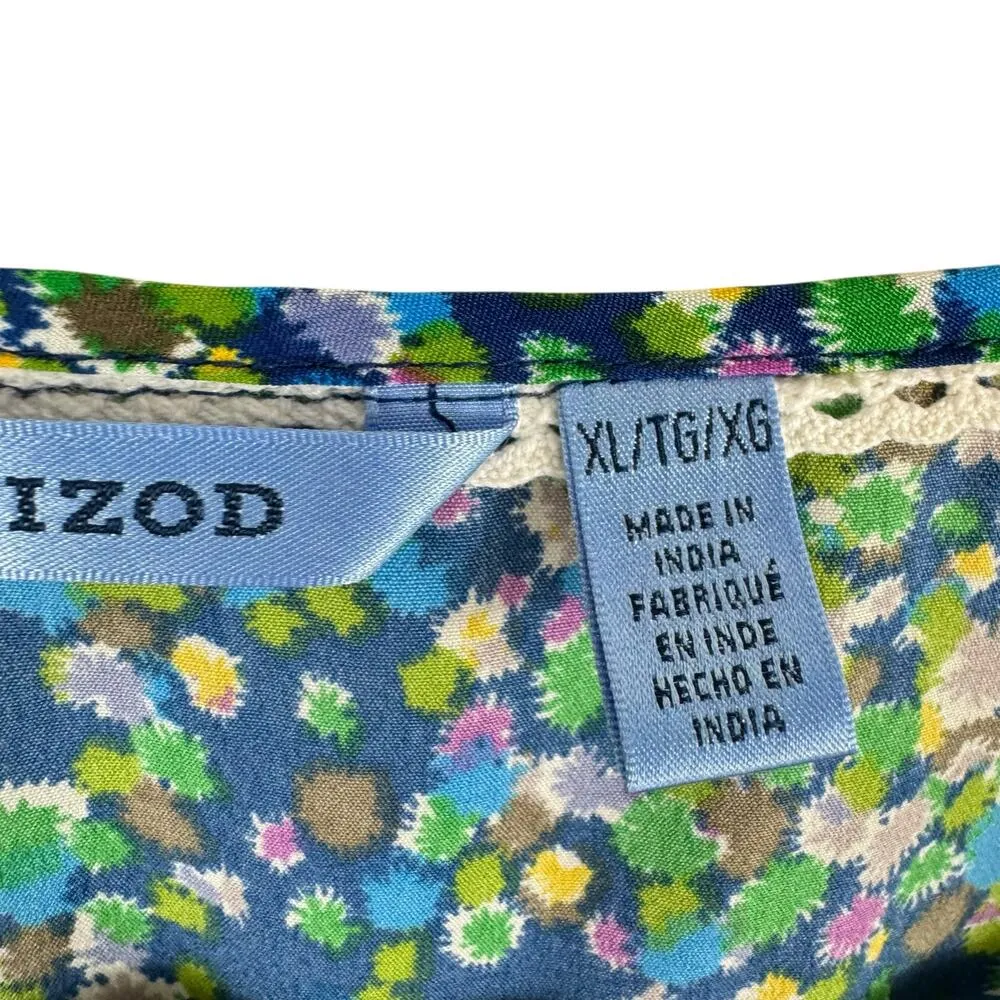 IZOD
XL/TG/XG
MADE IN
INDIA
FABRIQUÉ
EN INDE
HECHO EN
INDIA